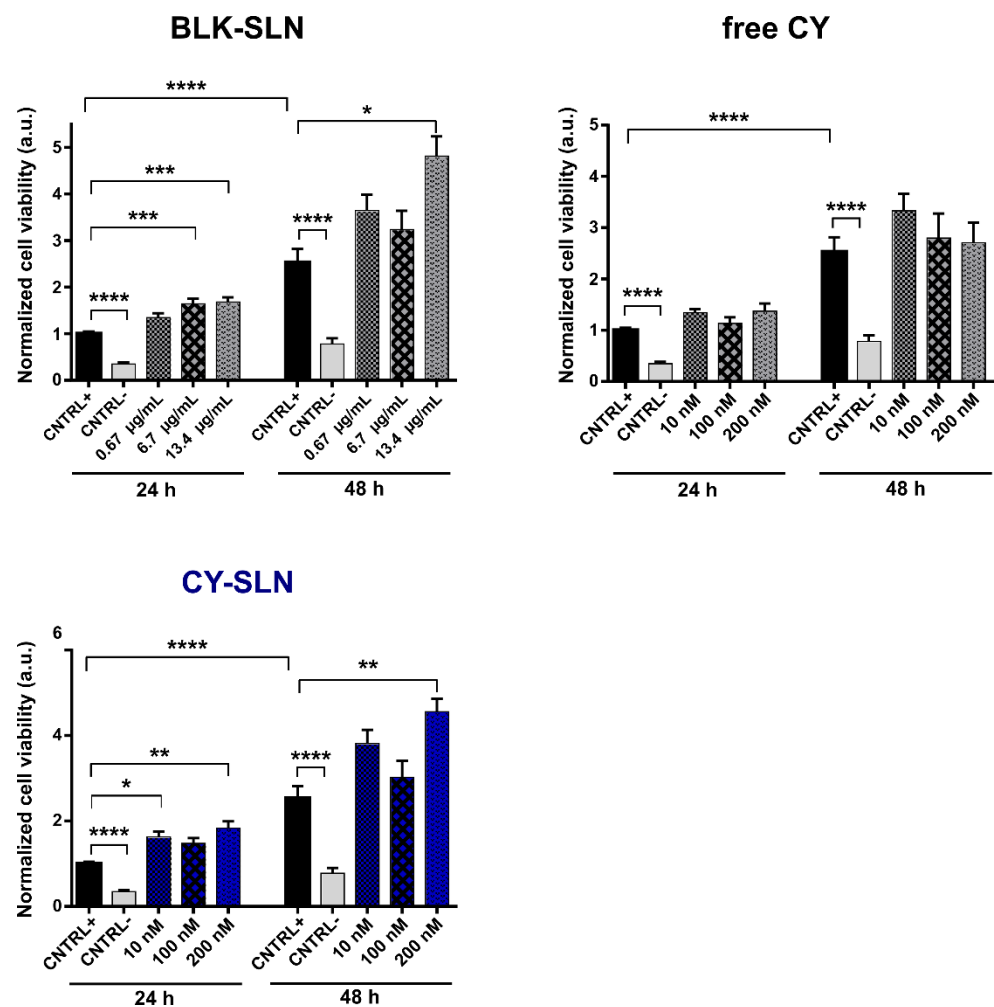 BLK-SLN
****
*
Normalized cell viability (a.u.)
5
4
3
2
1
0
***
***
****
****
CNTRL+
CNTRL-
0.67 µg/mL
6.7 µg/mL
13.4 µg/mL
CNTRL+
CNTRL-
0.67 µg/mL
6.7 µg/mL
13.4 µg/mL
24 h
48 h
free CY
****
Normalized cell viability (a.u.)
5
4
3
2
1
0
****
****
CNTRL+
CNTRL-
10 nM
100 nM
200 nM
CNTRL+
CNTRL-
10 nM
100 nM
200 nM
24 h
48 h
CY-SLN
****
**
Normalized cell viability (a.u.)
6
4
2
1
0
**
*
****
****
CNTRL+
CNTRL-
10 nM
100 nM
200 nM
CNTRL+
CNTRL-
10 nM
100 nM
200 nM
24 h
48 h